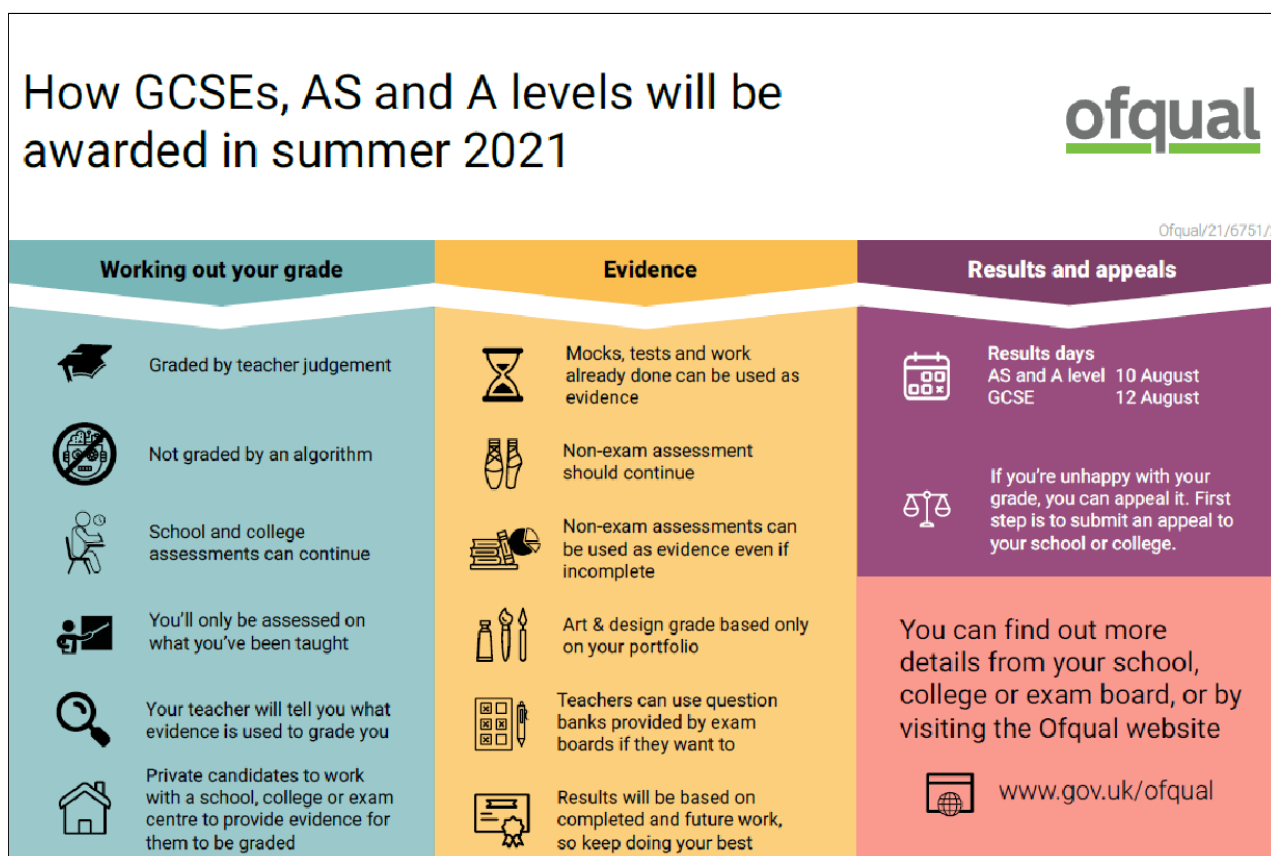 How GCSEs, AS and A levels will be
awarded in summer 2021
ofqual
Ofqual/21/6751/
Working out your grade
Graded by teacher judgement
Not graded by an algorithm
School and college
assessments can continue
You'll only be assessed on
what you've been taught
Your teacher will tell you what
evidence is used to grade you
Private candidates to work
with a school, college or exam
centre to provide evidence for
them to be graded
Evidence
Mocks, tests and work
already done can be used as
evidence
Non-exam assessment
should continue
Non-exam assessments can
be used as evidence even if
incomplete
Art & design grade based only
on your portfolio
Teachers can use question
banks provided by exam
boards if they want to
Results will be based on
completed and future work,
so keep doing your best
Results and appeals
Results days
AS and A level 10 August
GCSE 12 August
If you're unhappy with your
grade, you can appeal it. First
step is to submit an appeal to
your school or college.
You can find out more
details from your school,
college or exam board, or by
visiting the Ofqual website
www.gov.uk/ofqual